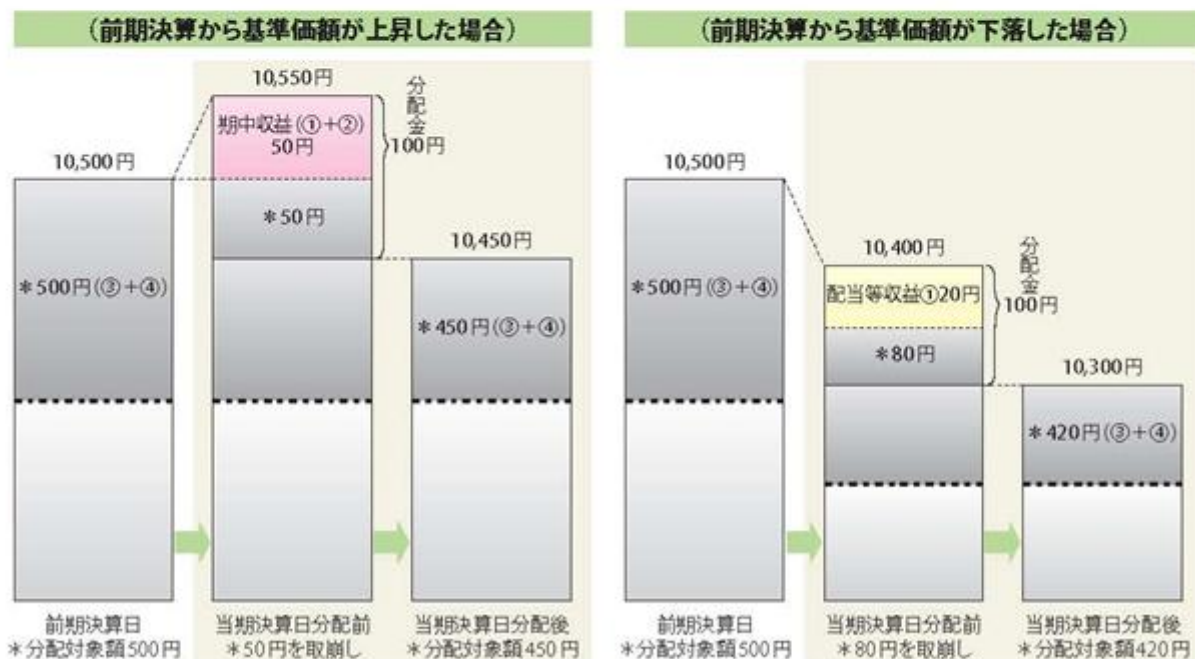 （前期決算から基準価額が上昇した場合）
10,500円
＊500円（③＋④）
前期決算日
＊分配対象額500円
10,550円
期中収益（①＋②）
50円
＊50円
分配金
100円
当期決算日分配前
＊50円を取崩し
10,450円
＊450円（③＋④）
当期決算日分配後
＊分配対象額450円
（前期決算から基準価額が下落した場合）
10,500円
＊500円（③＋④）
前期決算日
＊分配対象額500円
10,400円
配当等収益①20円
＊80円
分配金
100円
当期決算日分配前
＊80円を取崩し
10,300円
＊420円（③＋④）
当期決算日分配後
＊分配対象額420円